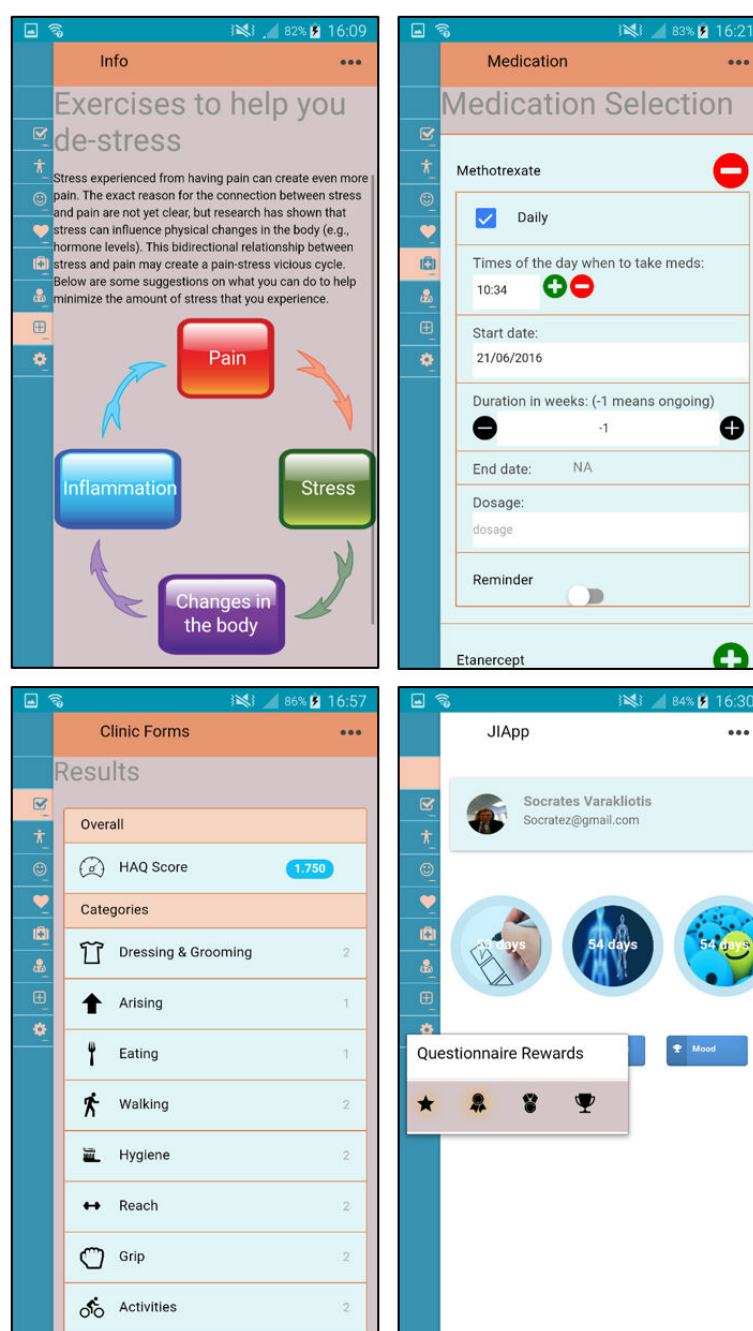 82% 16:09
Info
Exercises to help you
de-stress
Stress experienced from having pain can create even more
pain. The exact reason for the connection between stress
and pain are not yet clear, but research has shown that
stress can influence physical changes in the body (e.g.,
hormone levels). This bidirectional relationship between
stress and pain may create a pain-stress vicious cycle.
Below are some suggestions on what you can do to help
minimize the amount of stress that you experience.
Pain
Inflammation
Stress
Changes in
the body
83% 16:21
Medication
Medication Selection
Methotrexate
Daily
Times of the day when to take meds:
10:34
Start date:
21/06/2016
Duration in weeks: (-1 means ongoing)
-1
End date: NA
Dosage:
dosage
Reminder
Etanercept
86% 16:57
Clinic Forms
Results
Overall
HAQ Score 1.750
Categories
Dressing & Grooming 2
Arising 1
Eating 1
Walking 2
Hygiene 2
Reach 2
Grip 2
Activities 2
84% 16:30
JIApp
Socrates Varakliotis
Socratez@gmail.com
days 54 days 54 days
Mood
Questionnaire Rewards